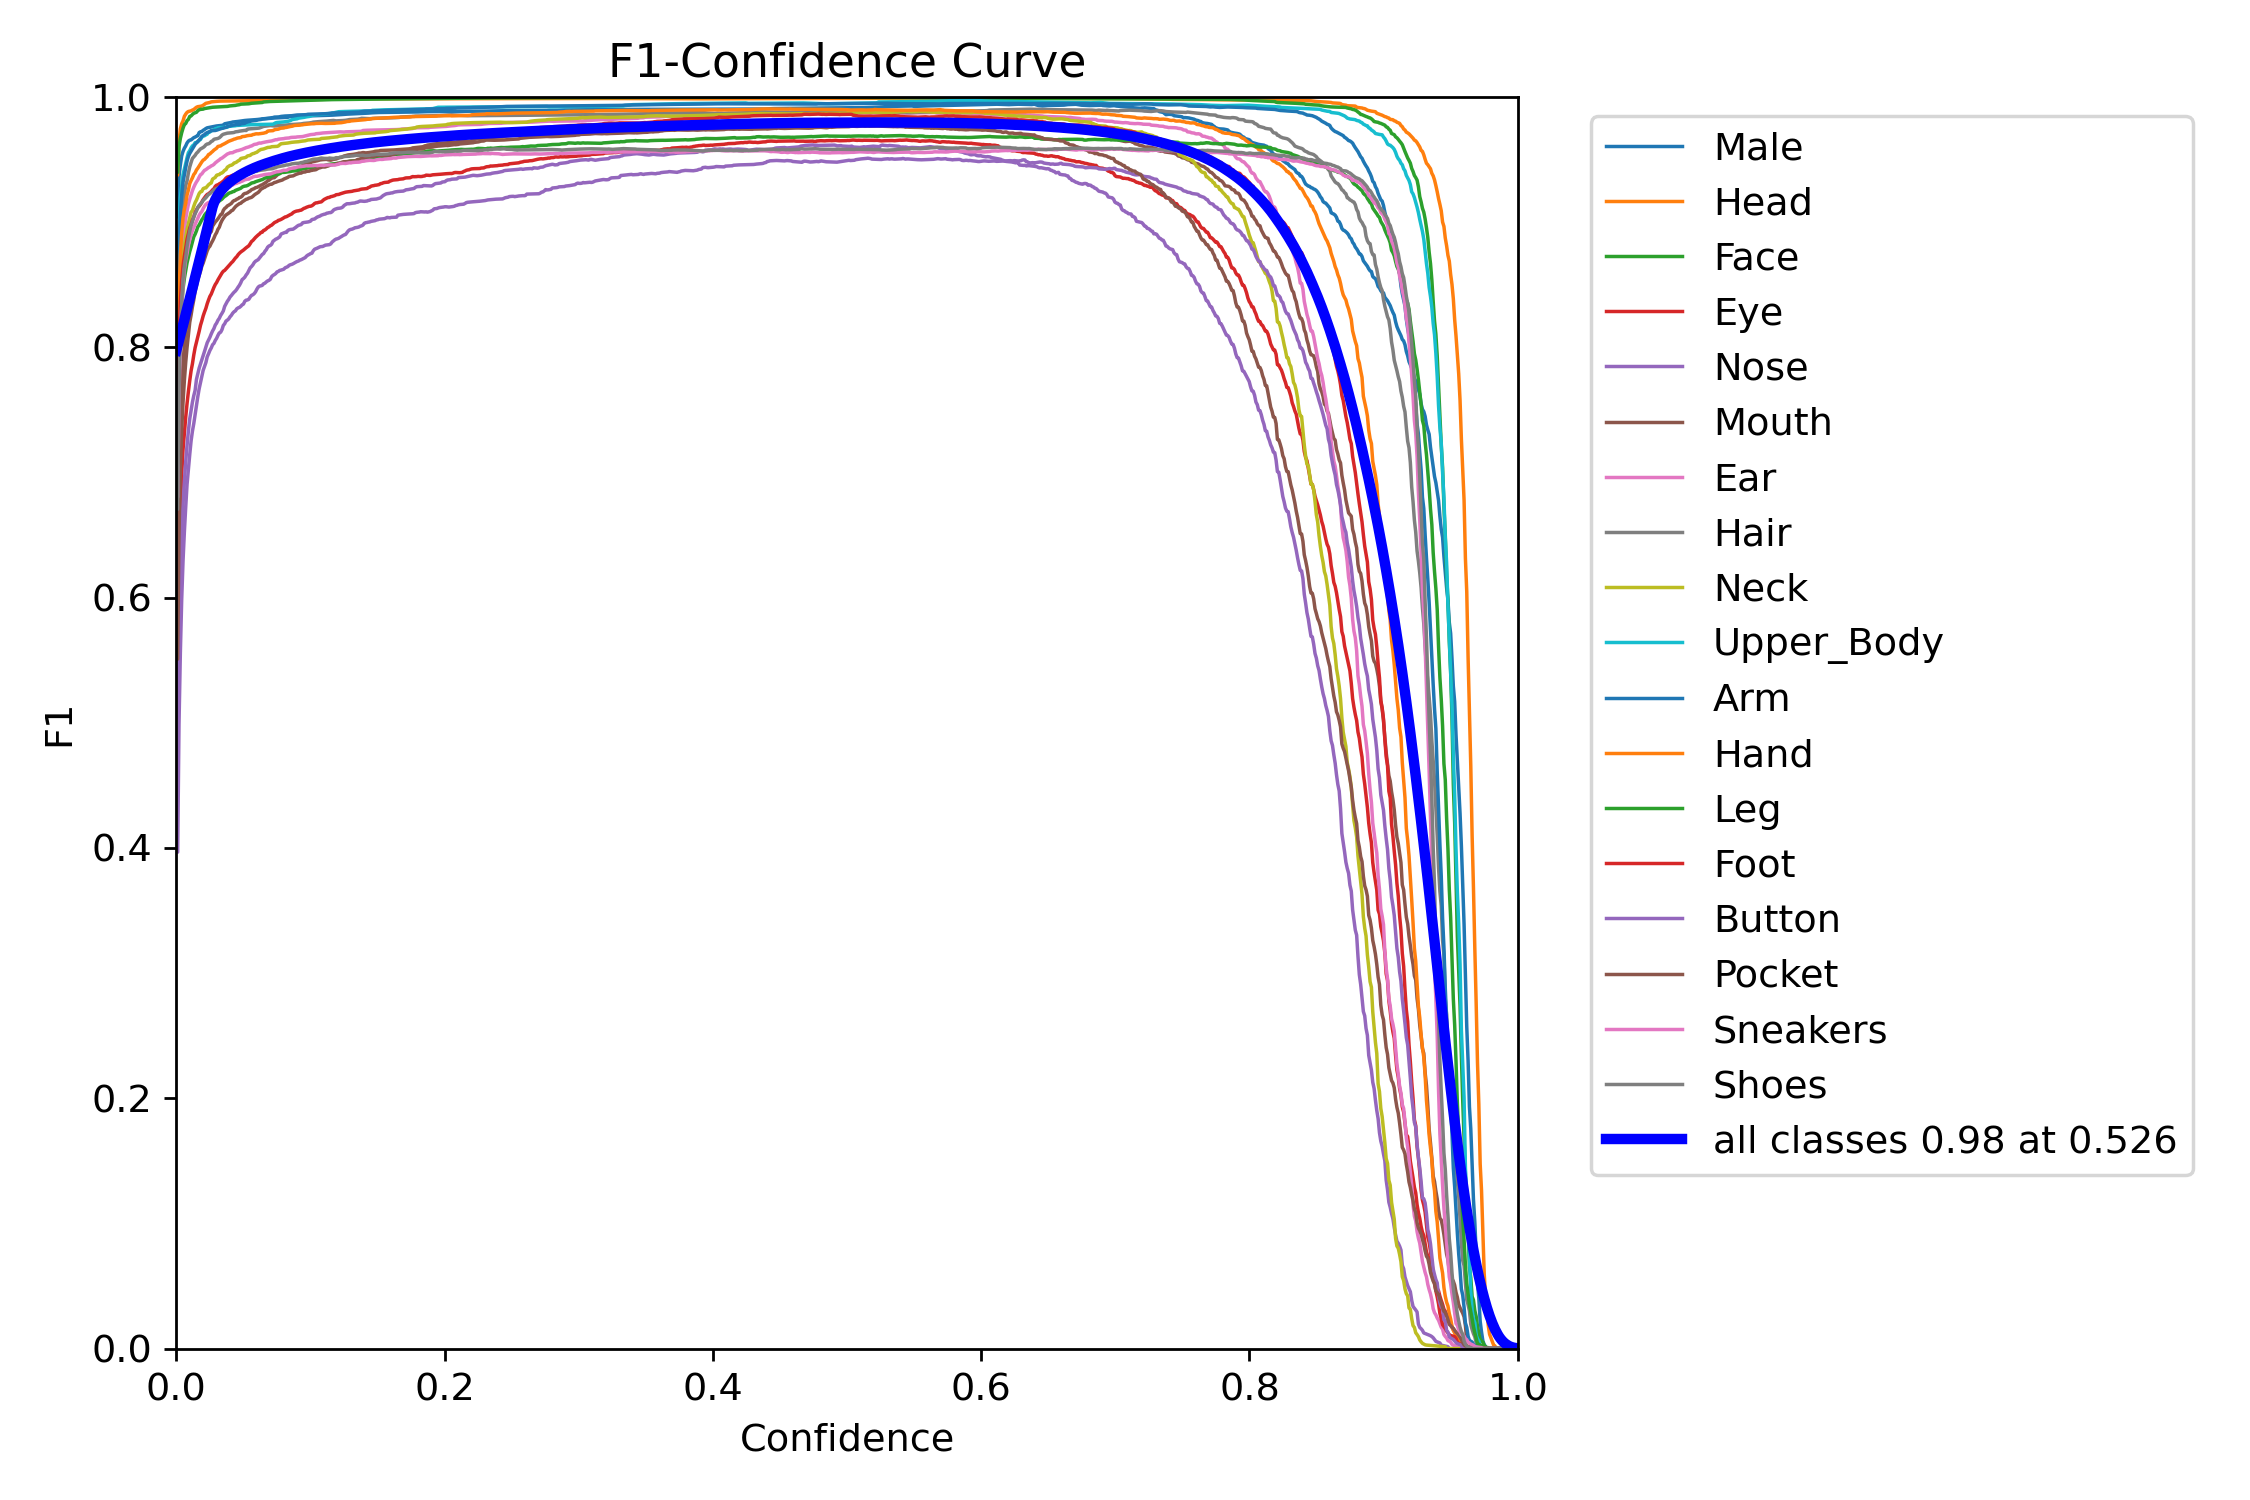 F1-Confidence Curve
1.0
0.8
0.6
0.4
0.2
0.0
F1
0.0 0.2 0.4 0.6 0.8 1.0
Confidence
Male
Head
Face
Eye
Nose
Mouth
Ear
Hair
Neck
Upper_Body
Arm
Hand
Leg
Foot
Button
Pocket
Sneakers
Shoes
all classes 0.98 at 0.526